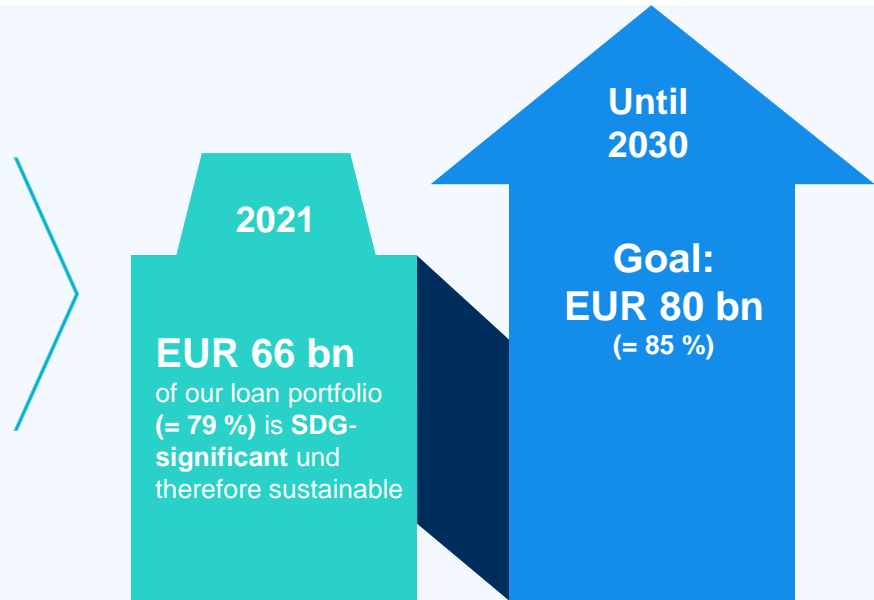 2021
EUR 66 bn
of our loan portfolio
(= 79 %) is SDG-
significant und
therefore sustainable
Until
2030
Goal:
EUR 80 bn
(= 85 %)